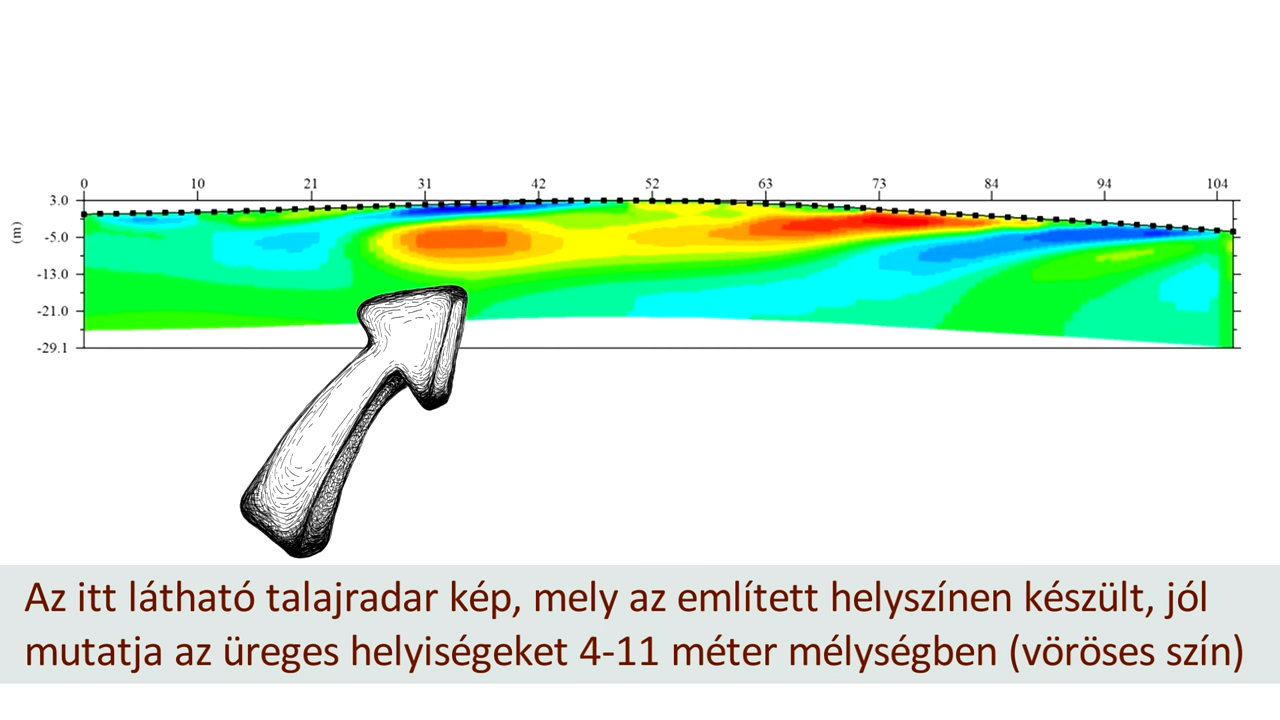 0 10 21 31 42 52 63 73 84 94 104
3.0
-5.0
-13.0
-21.0
-29.1
(m)
Az itt látható talajradar kép, mely az említett helyszínen készült, jól
mutatja az üreges helyiségeket 4-11 méter mélységben (vöröses szín)